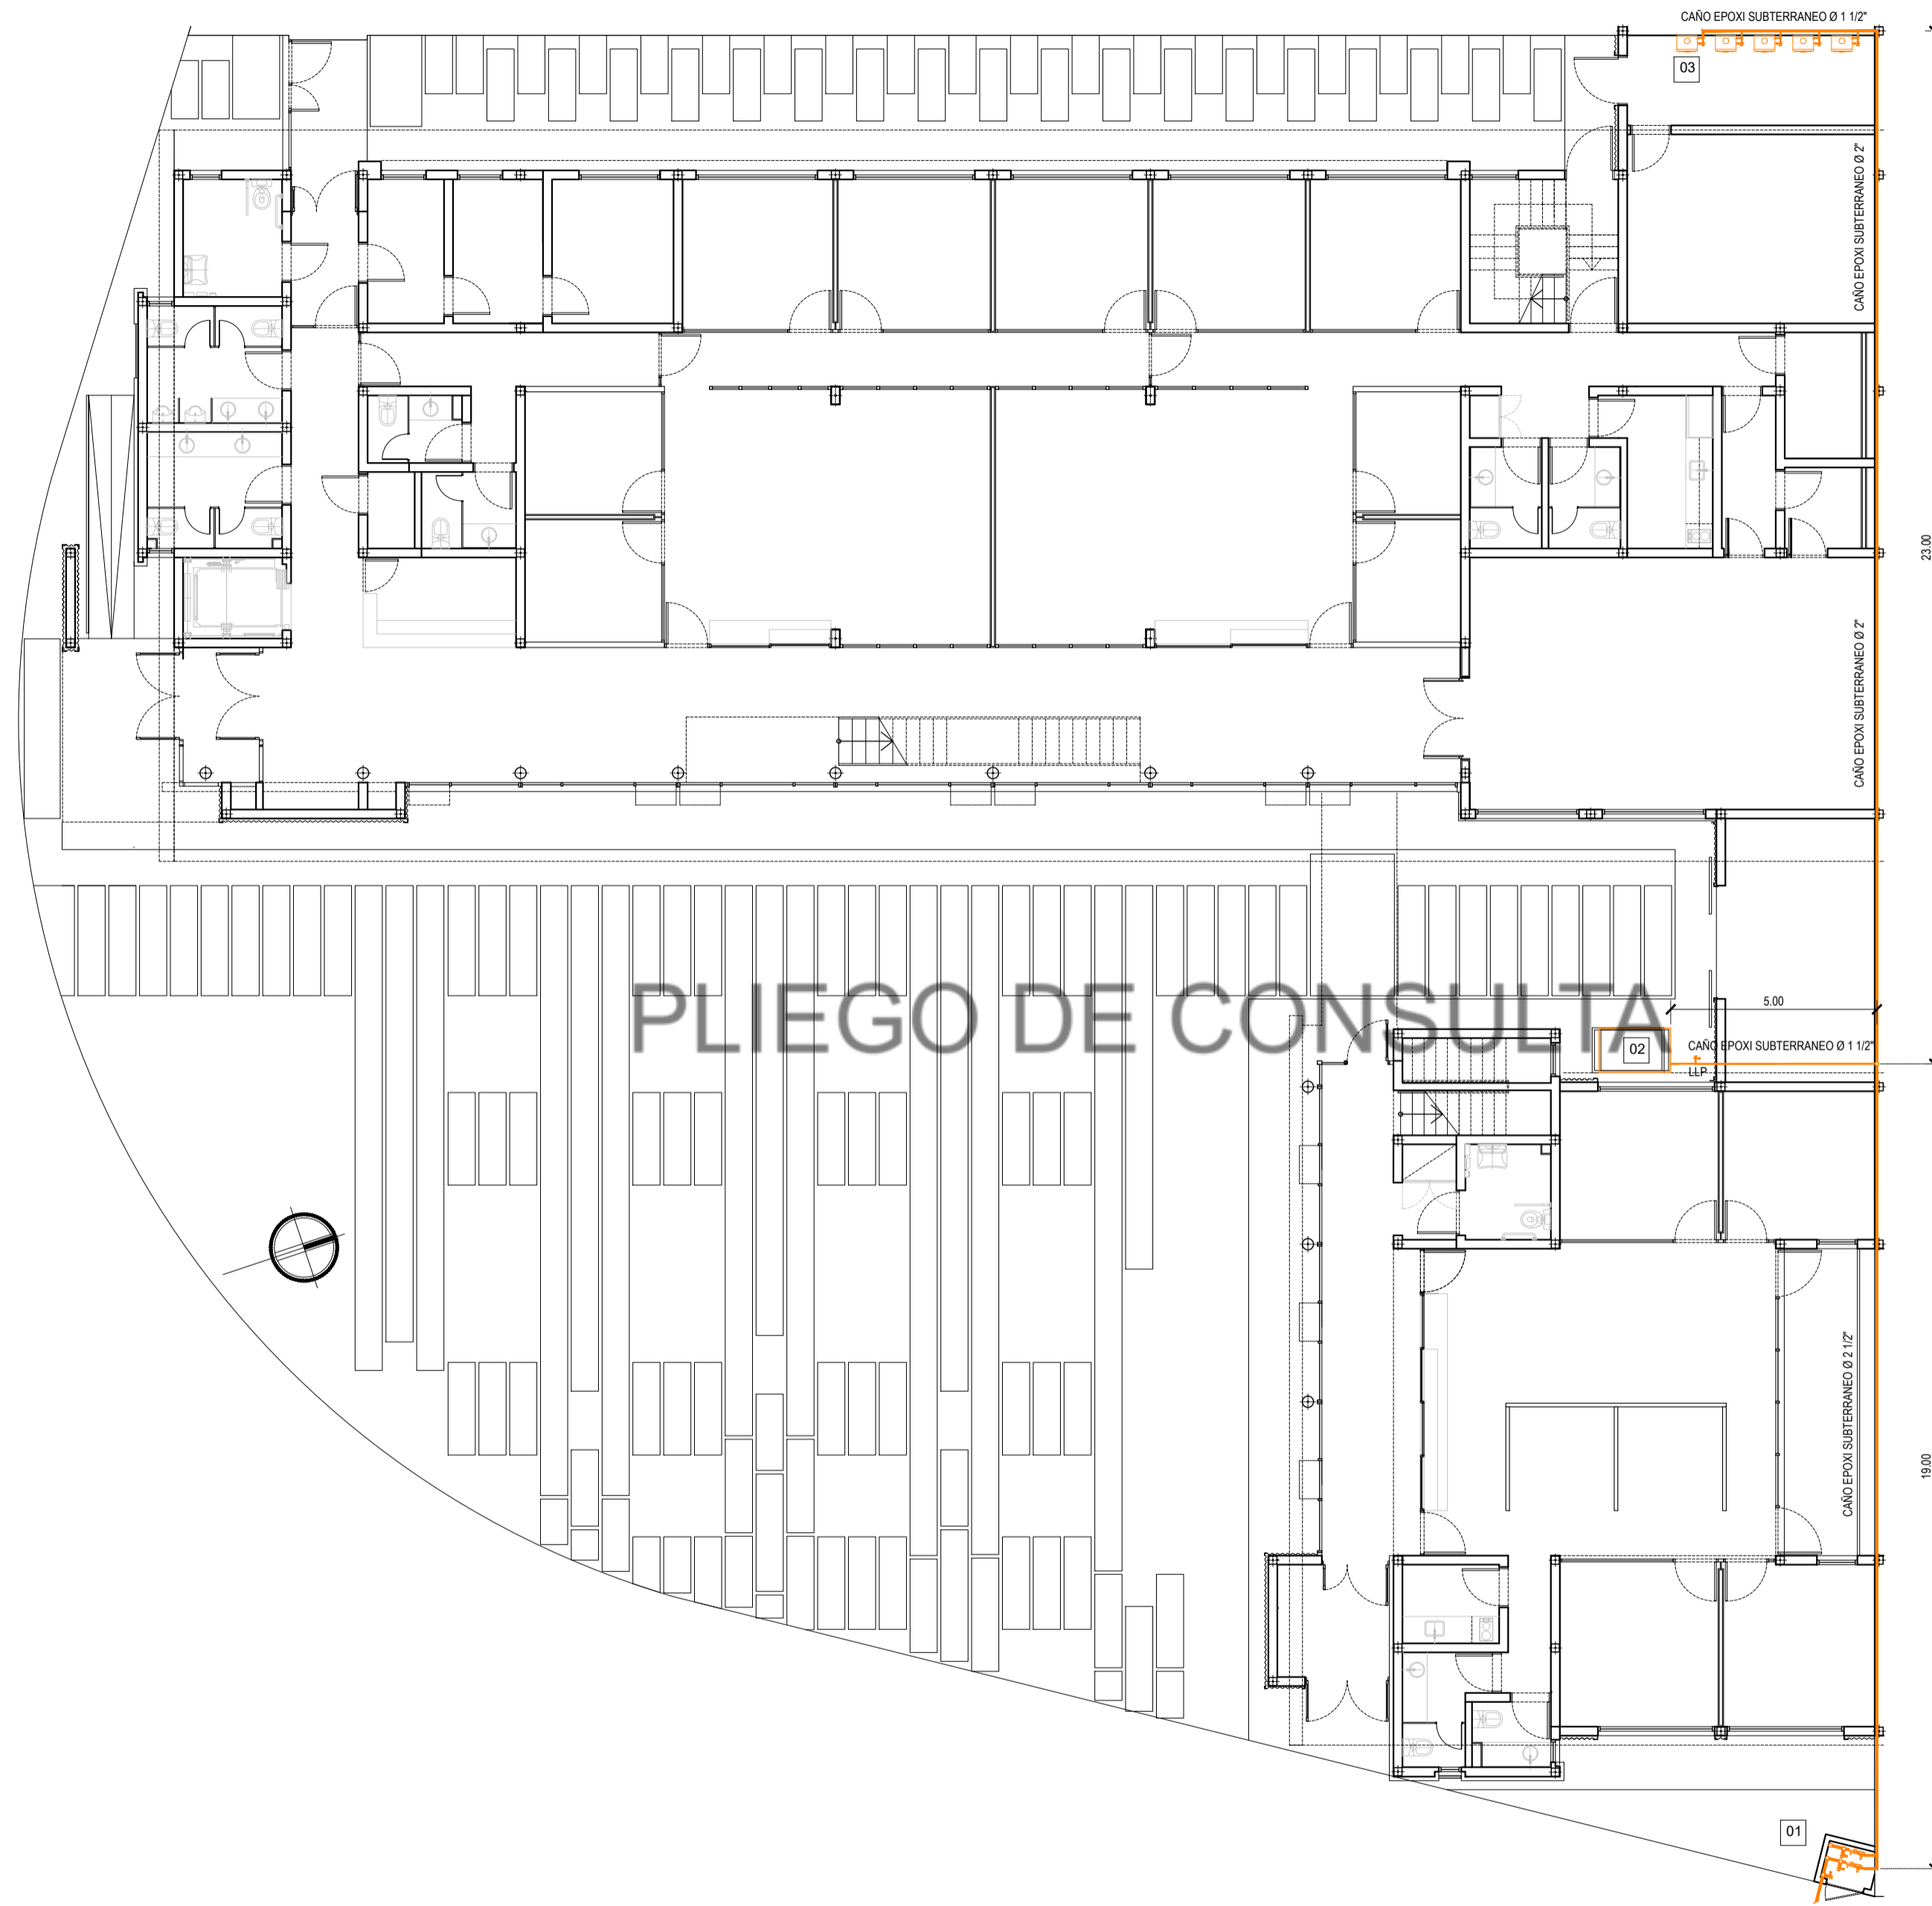 CAÑO EPOXI SUBTERRANEO Ø 1 1/2"
03
CAÑO EPOXI SUBTERRANEO Ø 2"
23.00
CAÑO EPOXI SUBTERRANEO Ø 2"
PLIEGO DE CONSULTA
5.00
02
CAÑO EPOXI SUBTERRANEO Ø 1 1/2"
LLP
CAÑO EPOXI SUBTERRANEO Ø 2 1/2"
19.00
01